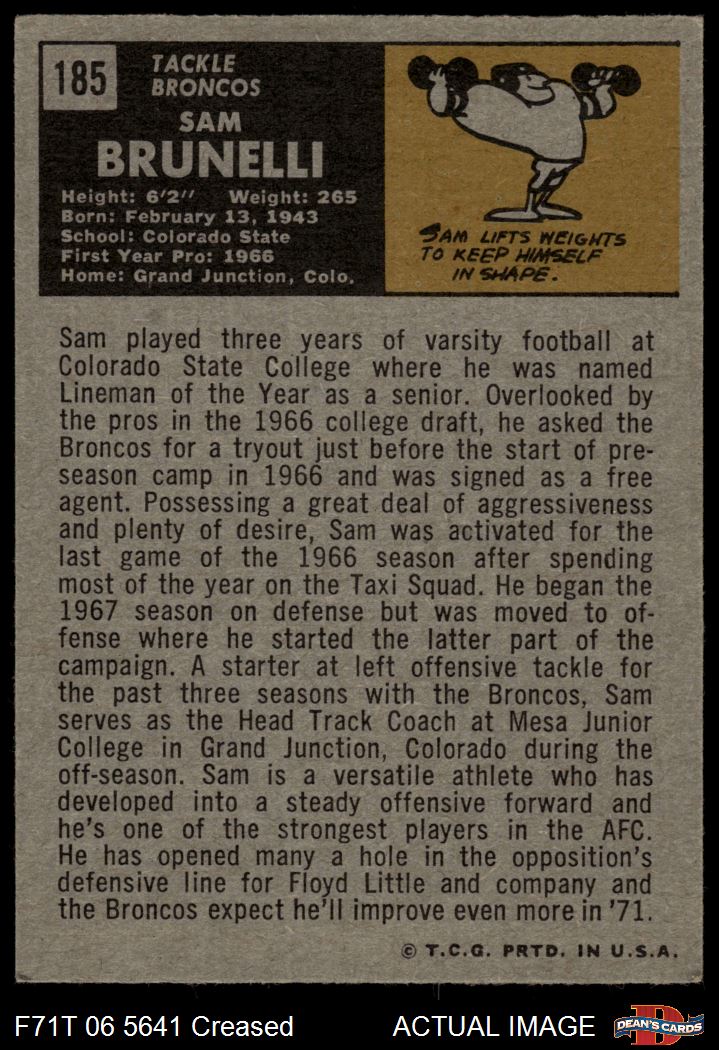 185
TACKLE
BRONCOS
SAM
BRUNELLI
Height: 6'2'' Weight: 265
Born: February 13, 1943
School: Colorado State
First Year Pro: 1966
Home: Grand Junction, Colo.
SAM LIFTS WEIGHTS
TO KEEP HIMSELF
IN SHAPE.
Sam played three years of varsity football at
Colorado State College where he was named
Lineman of the Year as a senior. Overlooked by
the pros in the 1966 college draft, he asked the
Broncos for a tryout just before the start of pre-
season camp in 1966 and was signed as a free
agent. Possessing a great deal of aggressiveness
and plenty of desire, Sam was activated for the
last game of the 1966 season after spending
most of the year on the Taxi Squad. He began the
1967 season on defense but was moved to of-
fense where he started the latter part of the
campaign. A starter at left offensive tackle for
the past three seasons with the Broncos, Sam
serves as the Head Track Coach at Mesa Junior
College in Grand Junction, Colorado during the
off-season. Sam is a versatile athlete who has
developed into a steady offensive forward and
he's one of the strongest players in the AFC.
He has opened many a hole in the opposition's
defensive line for Floyd Little and company and
the Broncos expect he'll improve even more in '71.
© T.C.G. PRTD. IN U.S.A.
F71T 06 5641 Creased ACTUAL IMAGE
DEAN'S CARDS